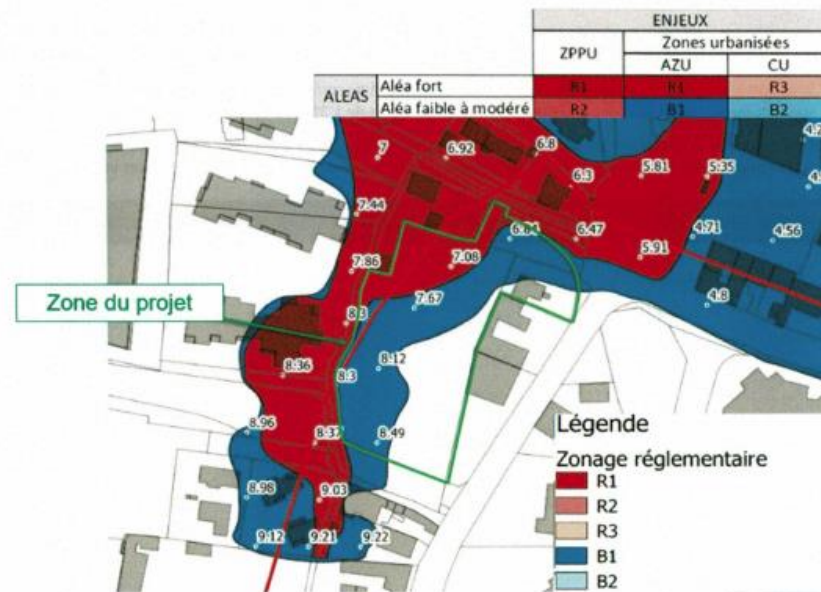 ENJEUX
ZPPU
Zones urbanisées
AZU
CU
ALEAS
Aléa fort
R1
R1
R3
Aléa faible à modéré
R2
B1
B2
7
6.92
6.8
6.3
5.81
5.35
7.44
6.84
6.47
4.71
4.56
5.91
7.86
7.08
4.8
Zone du projet
7.67
8.3
8.36
8.3
8.12
8.96
8.37
8.49
Légende
Zonage réglementaire
8.98
9.03
R1
R2
9.12
9.21
9.22
R3
B1
B2